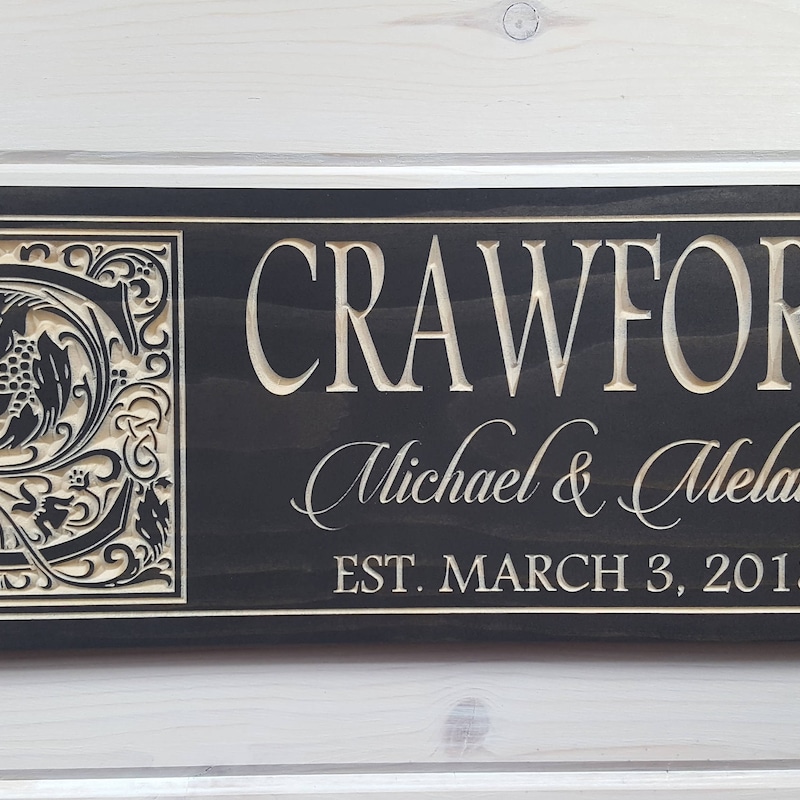 CRAWFOR
Michael & Mela
EST. MARCH 3, 201